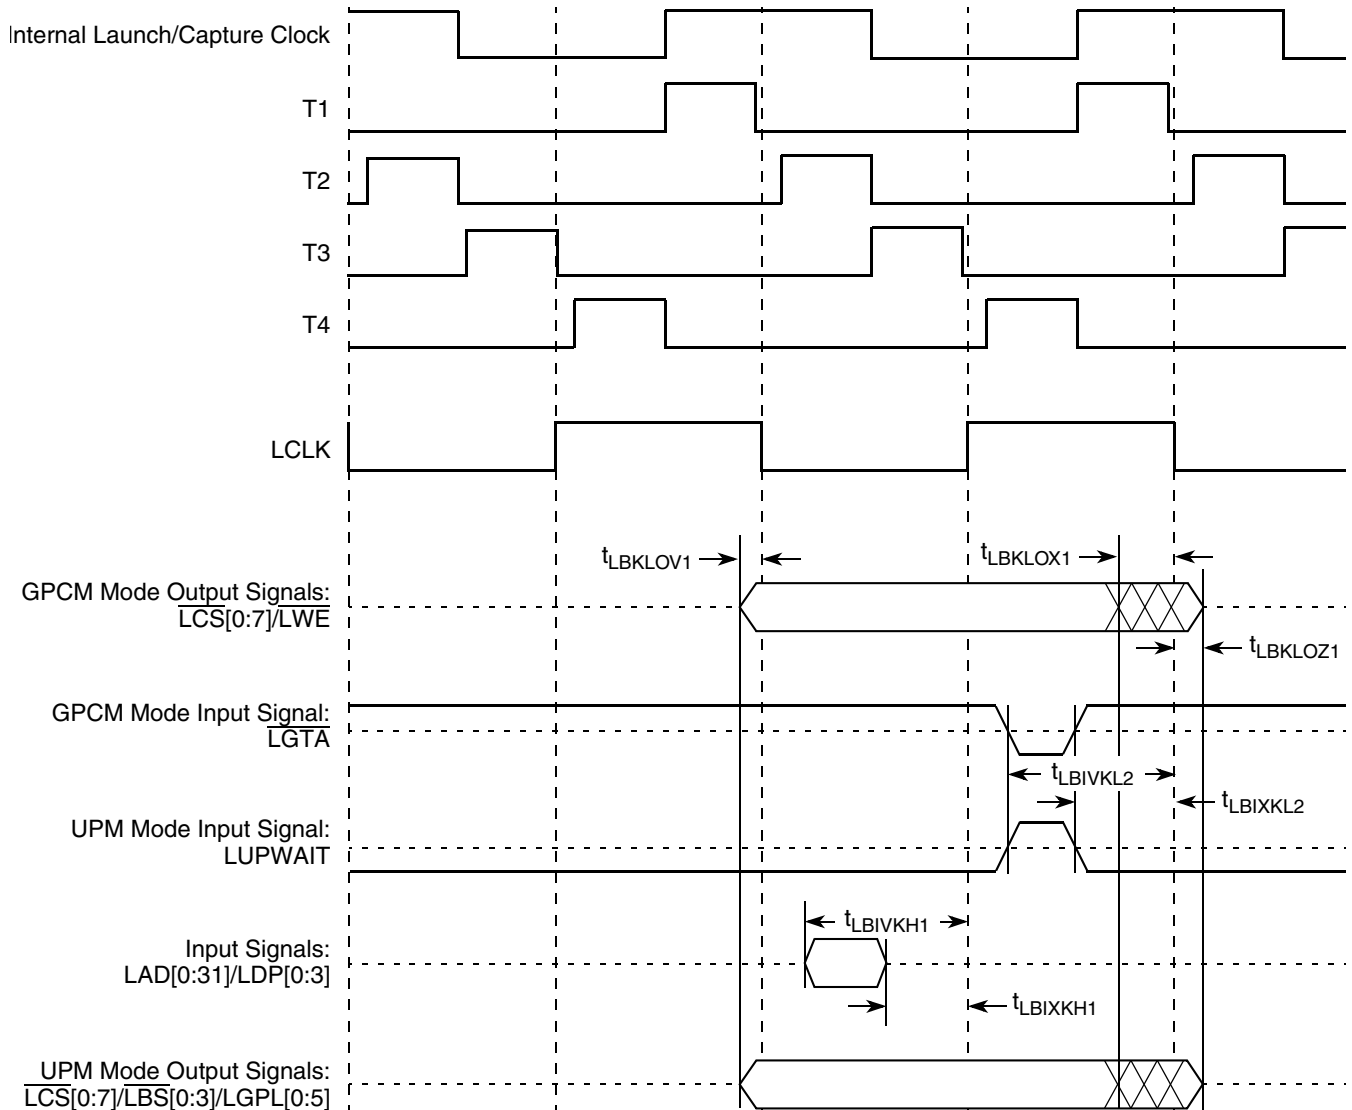 Internal Launch/Capture Clock
T1
T2
T3
T4
LCLK
tLBKLOV1
tLBKLOX1
GPCM Mode Output Signals:
LCS[0:7]/LWE
tLBKLOZ1
GPCM Mode Input Signal:
LGTA
tLBIVKL2
tLBIXKL2
UPM Mode Input Signal:
LUPWAIT
tLBIVKH1
Input Signals:
LAD[0:31]/LDP[0:3]
tLBIXKH1
UPM Mode Output Signals:
LCS[0:7]/LBS[0:3]/LGPL[0:5]